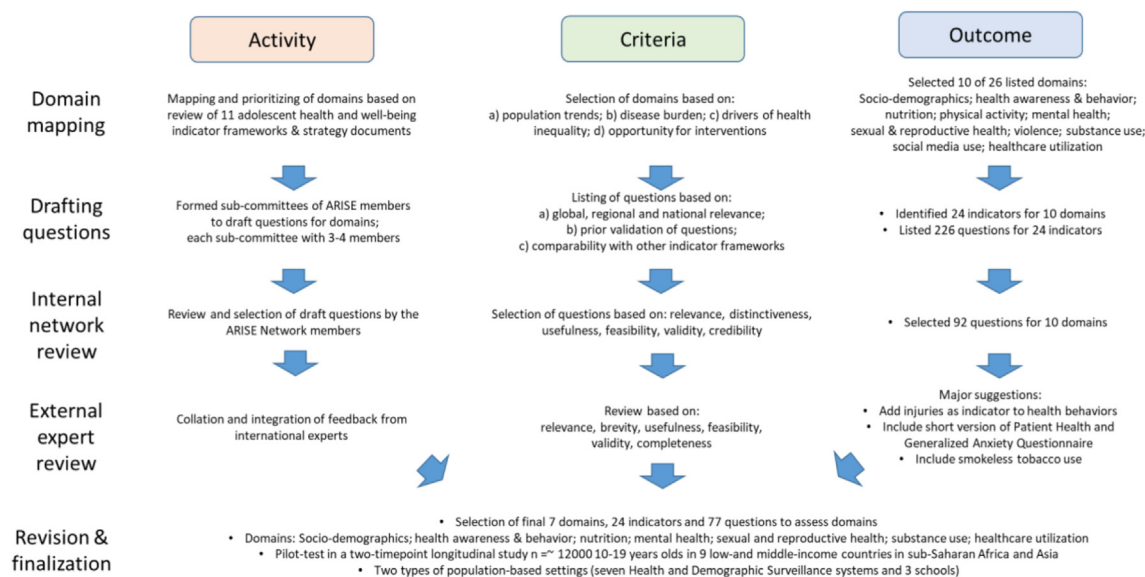 Activity
Criteria
Outcome
Domain
mapping
Mapping and prioritizing of domains based on
review of 11 adolescent health and well-being
indicator frameworks & strategy documents
Selection of domains based on:
a) population trends; b) disease burden; c) drivers of health
inequality; d) opportunity for interventions
Selected 10 of 26 listed domains:
Socio-demographics; health awareness & behavior;
nutrition; physical activity; mental health;
sexual & reproductive health; violence; substance use;
social media use; healthcare utilization
Drafting
questions
Formed sub-committees of ARISE members
to draft questions for domains;
each sub-committee with 3-4 members
Listing of questions based on:
a) global, regional and national relevance;
b) prior validation of questions;
c) comparability with other indicator frameworks
• Identified 24 indicators for 10 domains
• Listed 226 questions for 24 indicators
Internal
network
review
Review and selection of draft questions by the
ARISE Network members
Selection of questions based on: relevance, distinctiveness,
usefulness, feasibility, validity, credibility
• Selected 92 questions for 10 domains
External
expert
review
Collation and integration of feedback from
international experts
Review based on:
relevance, brevity, usefulness, feasibility,
validity, completeness
Major suggestions:
• Add injuries as indicator to health behaviors
• Include short version of Patient Health and
Generalized Anxiety Questionnaire
• Include smokeless tobacco use
Revision &
finalization
• Selection of final 7 domains, 24 indicators and 77 questions to assess domains
• Domains: Socio-demographics; health awareness & behavior; nutrition; mental health; sexual and reproductive health; substance use; healthcare utilization
• Pilot-test in a two-timepoint longitudinal study n =~ 12000 10-19 years olds in 9 low-and middle-income countries in sub-Saharan Africa and Asia
• Two types of population-based settings (seven Health and Demographic Surveillance systems and 3 schools)